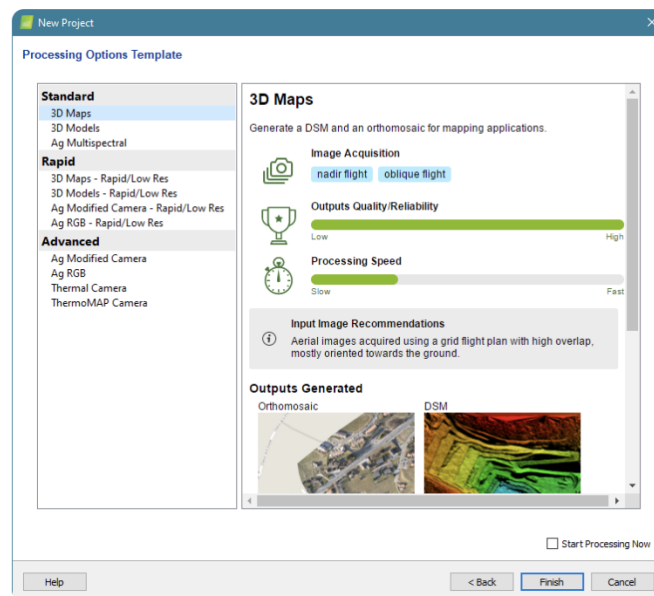 New Project
Processing Options Template
Standard
3D Maps
3D Models
Ag Multispectral
Rapid
3D Maps - Rapid/Low Res
3D Models - Rapid/Low Res
Ag Modified Camera - Rapid/Low Res
Ag RGB - Rapid/Low Res
Advanced
Ag Modified Camera
Ag RGB
Thermal Camera
ThermoMAP Camera
3D Maps
Generate a DSM and an orthomosaic for mapping applications.
Image Acquisition
nadir flight oblique flight
Outputs Quality/Reliability
Low High
Processing Speed
Slow Fast
Input Image Recommendations
Aerial images acquired using a grid flight plan with high overlap,
mostly oriented towards the ground.
Outputs Generated
Orthomosaic DSM
Start Processing Now
Help < Back Finish Cancel